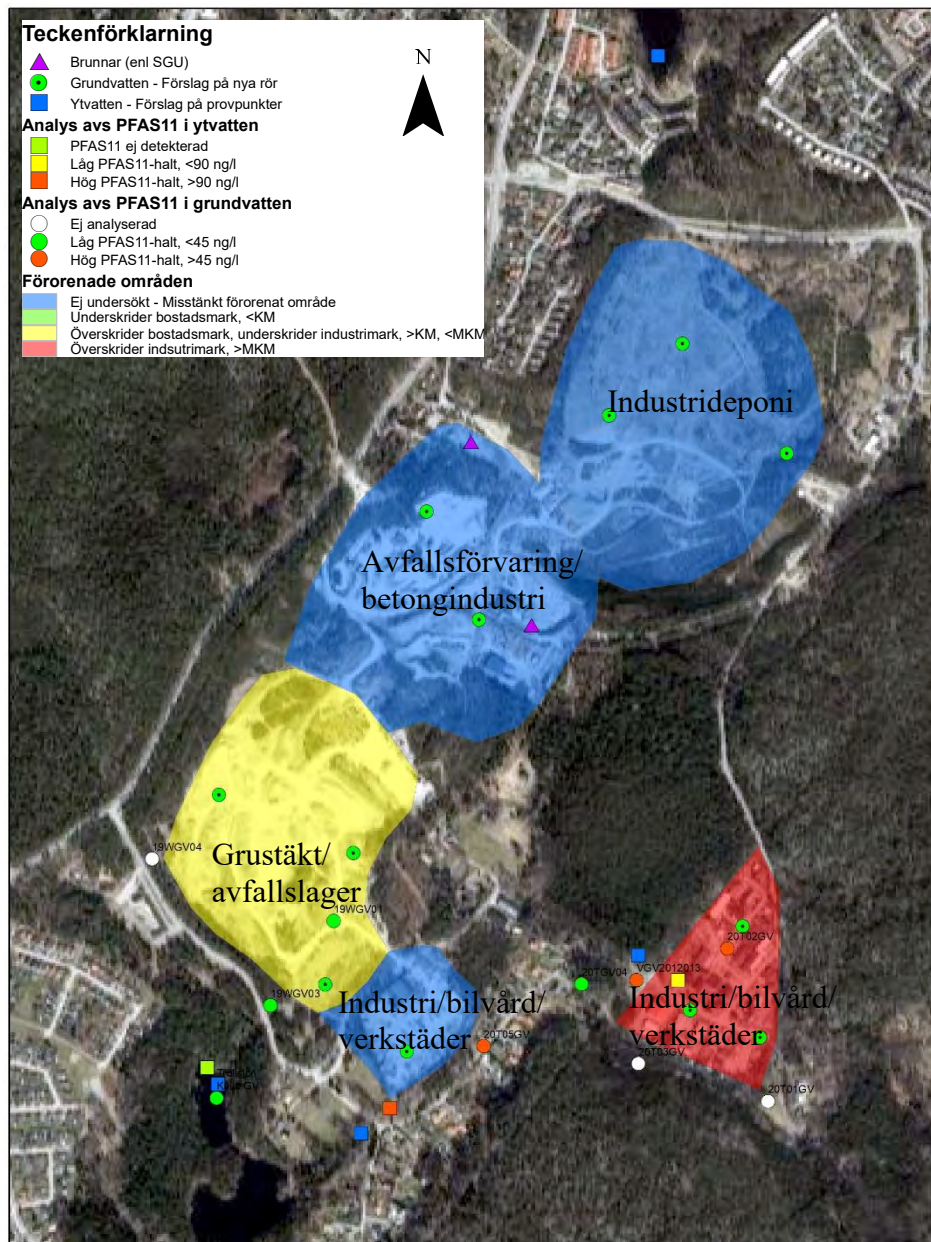 Teckenförklarning
N
Brunnar (enl SGU)
Grundvatten - Förslag på nya rör
Ytvatten - Förslag på provpunkter
Analys avs PFAS11 i ytvatten
PFAS11 ej detekterad
Låg PFAS11-halt, <90 ng/l
Hög PFAS11-halt, >90 ng/l
Analys avs PFAS11 i grundvatten
Ej analyserad
Låg PFAS11-halt, <45 ng/l
Hög PFAS11-halt, >45 ng/l
Förorenade områden
Ej undersökt - Misstänkt förorenat område
Underskrider bostadsmark, <KM
Överskrider bostadsmark, underskrider industrimark, >KM, <MKM
Överskrider indsutrimark, >MKM
Industrideponi
Avfallsförvaring/
betongindustri
19WGV04
Grustäkt/
avfallslager
19WGV01
20T02GV
VGV2012013
20TGV04
19WGV03
Industri/bilvård/
verkstäder
Industri/bilvård/
verkstäder
20T05GV
20T03GV
20T01GV